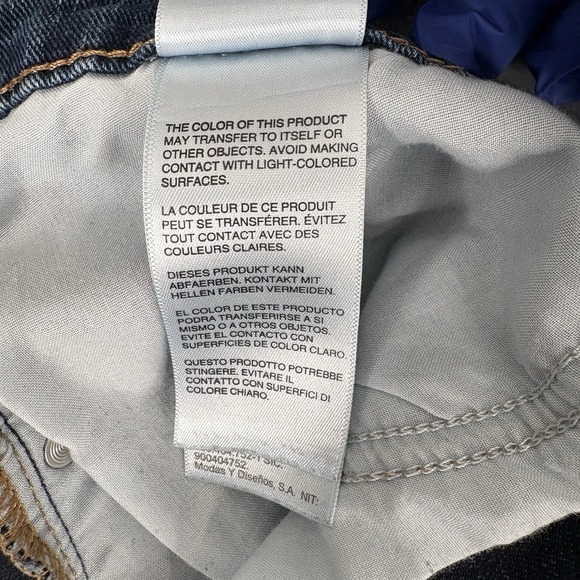 THE COLOR OF THIS PRODUCT
MAY TRANSFER TO ITSELF OR
OTHER OBJECTS. AVOID MAKING
CONTACT WITH LIGHT-COLORED
SURFACES.
LA COULEUR DE CE PRODUIT
PEUT SE TRANSFÉRER. ÉVITEZ
TOUT CONTACT AVEC DES
COULEURS CLAIRES.
DIESES PRODUKT KANN
ABFAERBEN. KONTAKT MIT
HELLEN FARBEN VERMEIDEN.
EL COLOR DE ESTE PRODUCTO
PODRA TRANSFERIRSE A SI
MISMO O A OTROS OBJETOS.
EVITE EL CONTACTO CON
SUPERFICIES DE COLOR CLARO.
QUESTO PRODOTTO POTREBBE
STINGERE. EVITARE IL
CONTATTO CON SUPERFICI DI
COLORE CHIARO.
SIC.
900404752.
Modas Y Diseños, S.A. NIT: